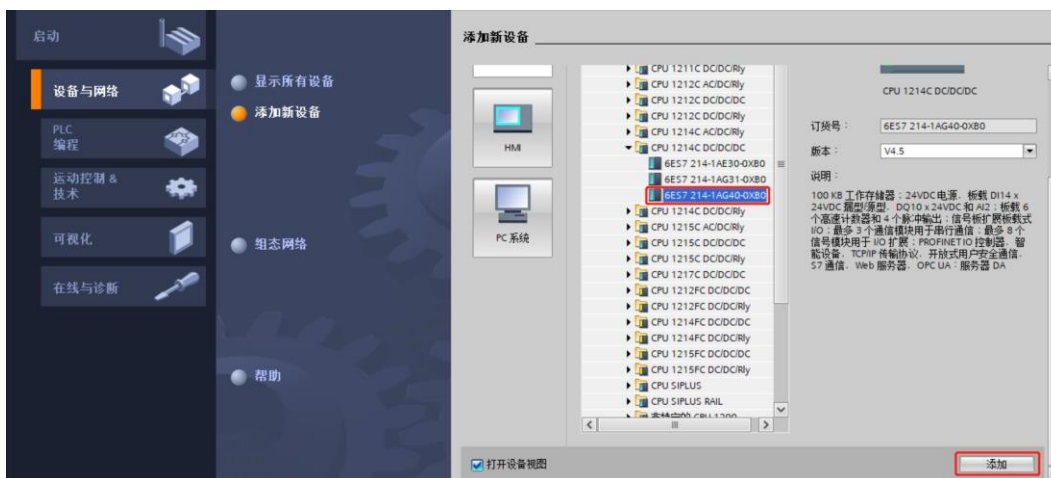 启动
设备与网络
PLC
编程
运动控制 &
技术
可视化
在线与诊断
显示所有设备
添加新设备
组态网络
帮助
添加新设备
HMI
PC 系统
CPU 1211C DC/DC/Rly
CPU 1212C AC/DC/Rly
CPU 1212C DC/DC/DC
CPU 1212C DC/DC/Rly
CPU 1214C AC/DC/Rly
CPU 1214C DC/DC/DC
6ES7 214-1AE30-0XB0
6ES7 214-1AG31-0XB0
6ES7 214-1AG40-0XB0
CPU 1214C DC/DC/Rly
CPU 1215C AC/DC/Rly
CPU 1215C DC/DC/DC
CPU 1215C DC/DC/Rly
CPU 1217C DC/DC/DC
CPU 1212FC DC/DC/DC
CPU 1212FC DC/DC/Rly
CPU 1214FC DC/DC/DC
CPU 1214FC DC/DC/Rly
CPU 1215FC DC/DC/DC
CPU 1215FC DC/DC/Rly
CPU SIPLUS
CPU SIPLUS RAIL
CPU 1200
CPU 1214C DC/DC/DC
订货号：
6ES7 214-1AG40-0XB0
版本：
V4.5
说明：
100 KB 工作存储器；24VDC 电源，板载 DI14 x
24VDC 漏型/源型，DQ10 x 24VDC 和 AI2；板载 6
个高速计数器和 4 个脉冲输出；信号板扩展板载式
I/O；最多 3 个通信模块用于串行通信；最多 8 个
信号模块用于 I/O 扩展；PROFINET IO 控制器、智
能设备、TCP/IP 传输协议、开放式用户安全通信、
S7 通信、Web 服务器、OPC UA：服务器 DA
打开设备视图
添加